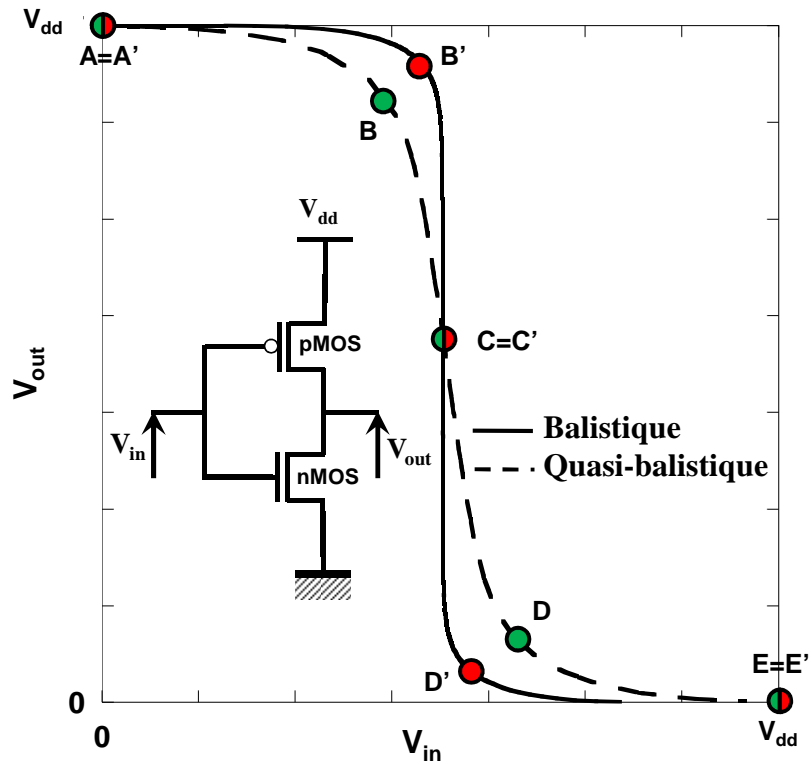 Vdd
A=A'
B'
B
Vdd
pMOS
C=C'
Vout
Vin
Vout
nMOS
Balistique
Quasi-balistique
D
D'
E=E'
0
0
Vin
Vdd